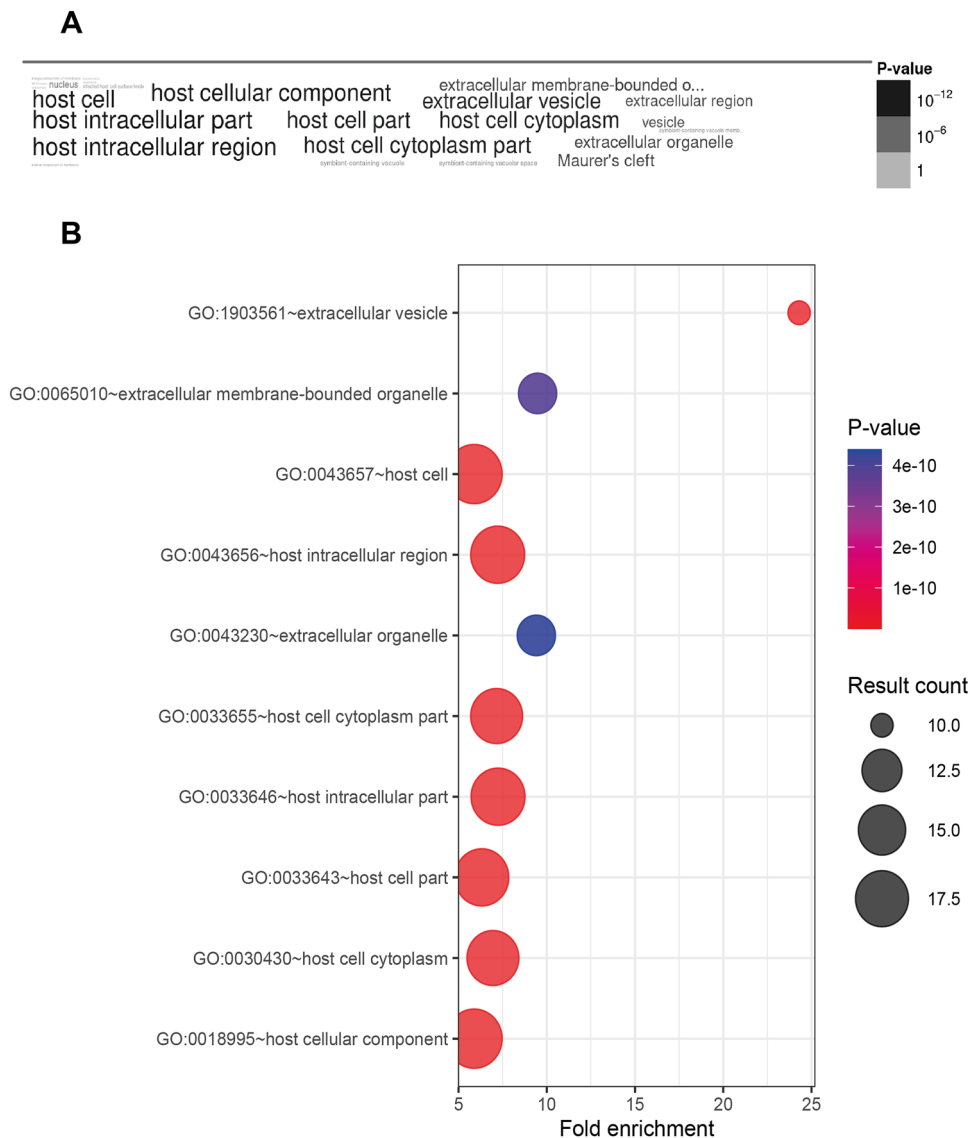 A
P-value
nucleus
host cell
host cellular component
extracellular membrane-bounded o...
extracellular vesicle
extracellular region
10^-12
host intracellular part
host cell part
host cell cytoplasm
vesicle
symbiont-containing vacuole memb...
10^-6
host intracellular region
host cell cytoplasm part
extracellular organelle
symbiont-containing vacuole
symbiont-containing vacuolar space
Maurer's cleft
1
B
GO:1903561~extracellular vesicle
GO:0065010~extracellular membrane-bounded organelle
GO:0043657~host cell
GO:0043656~host intracellular region
GO:0043230~extracellular organelle
GO:0033655~host cell cytoplasm part
GO:0033646~host intracellular part
GO:0033643~host cell part
GO:0030430~host cell cytoplasm
GO:0018995~host cellular component
5 10 15 20 25
Fold enrichment
P-value
4e-10
3e-10
2e-10
1e-10
Result count
10.0
12.5
15.0
17.5